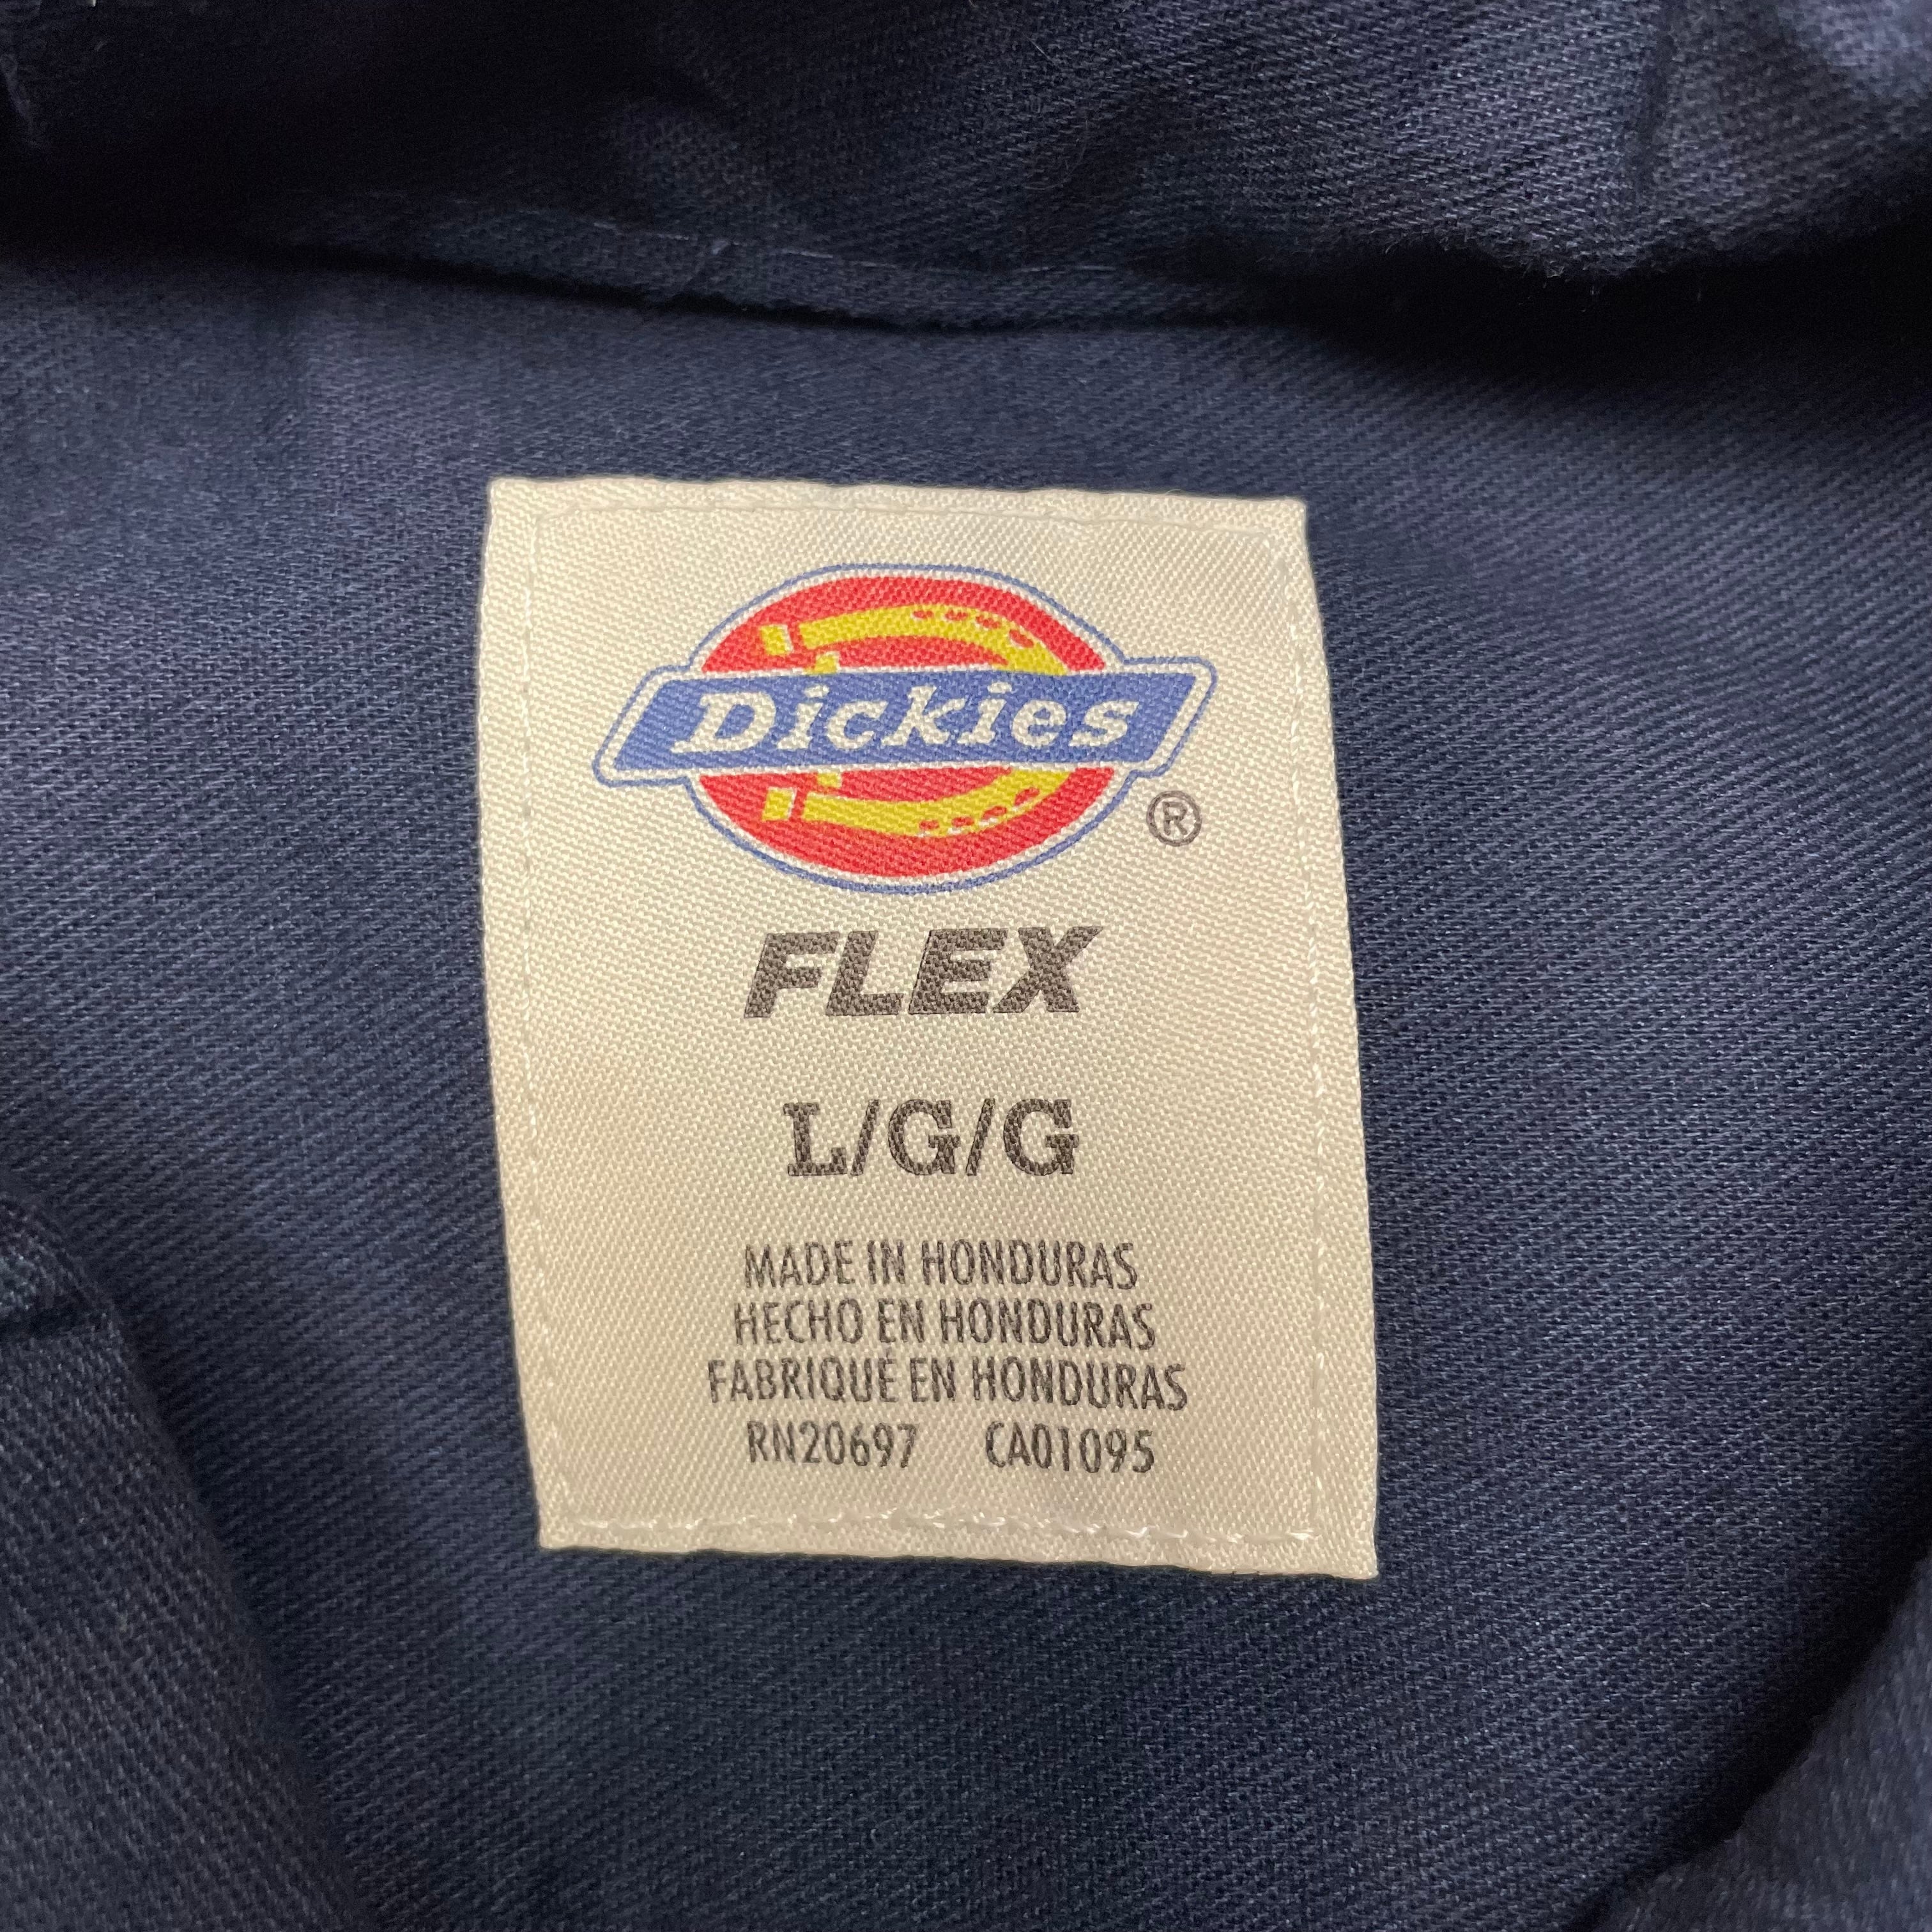 Dickies
®
FLEX
L/G/G
MADE IN HONDURAS
HECHO EN HONDURAS
FABRIQUÉ EN HONDURAS
RN20697 CA01095